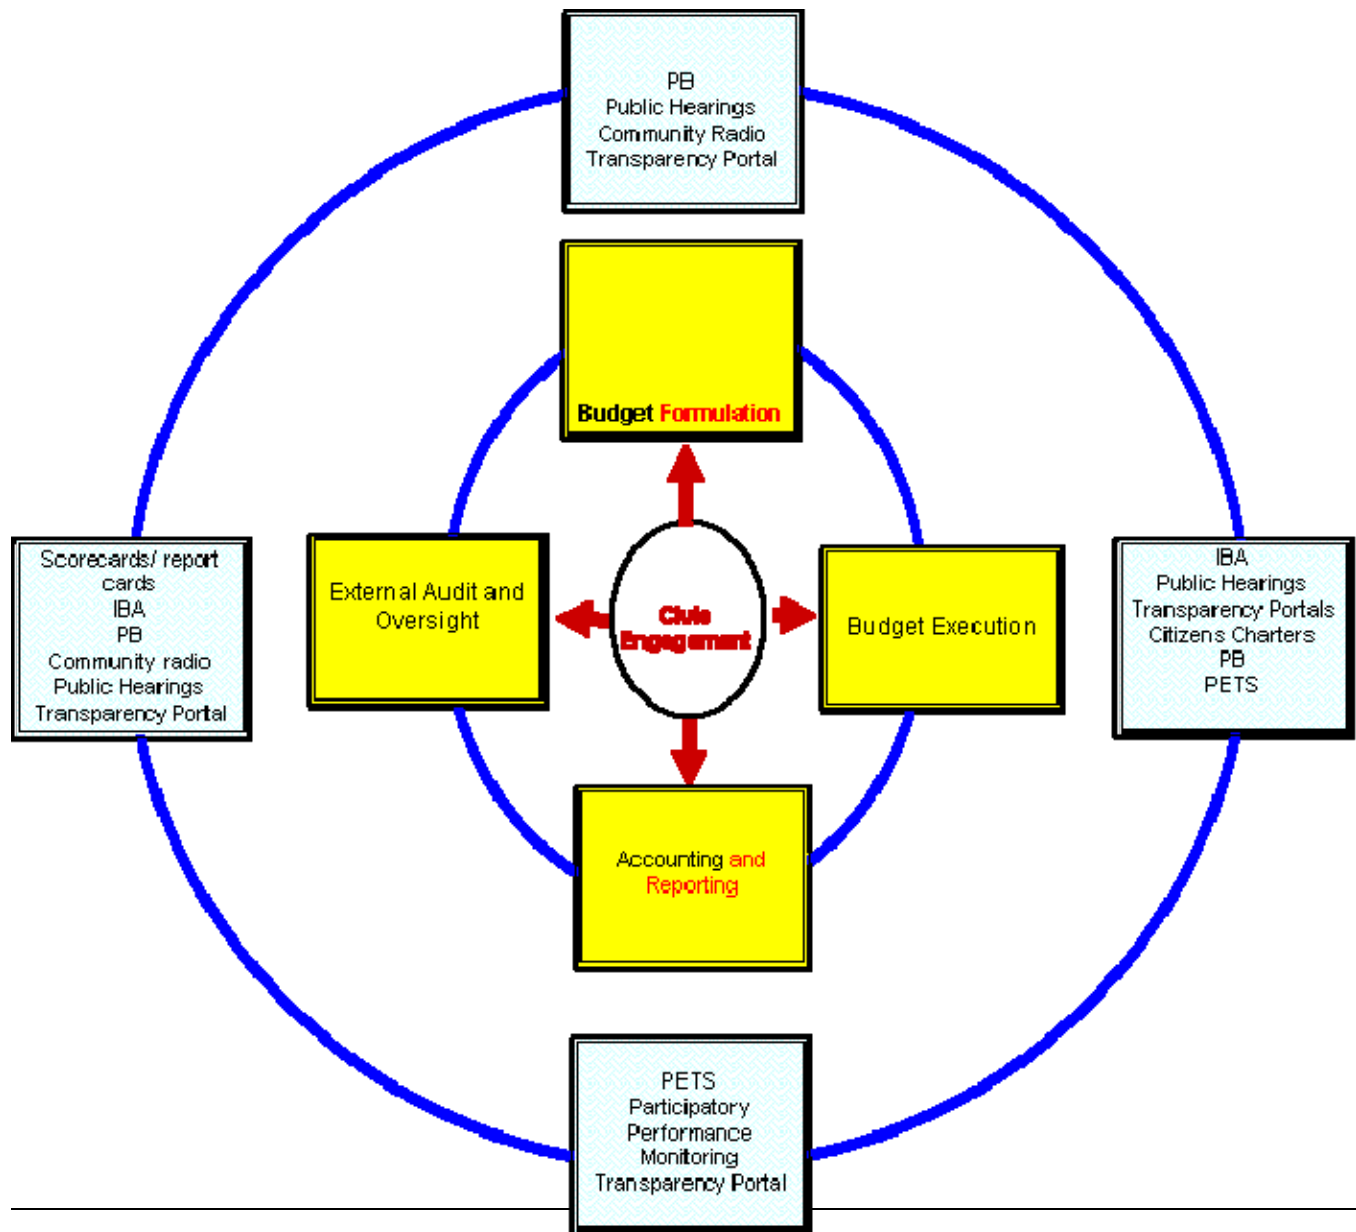 PB
Public Hearings
Community Radio
Transparency Portal
Budget Formulation
Scorecards/ report
cards
IBA
PB
Community radio
Public Hearings
Transparency Portal
External Audit and
Oversight
Civic
Engagement
Budget Execution
IBA
Public Hearings
Transparency Portals
Citizens Charters
PB
PETS
Accounting and
Reporting
PETS
Participatory
Performance
Monitoring
Transparency Portal